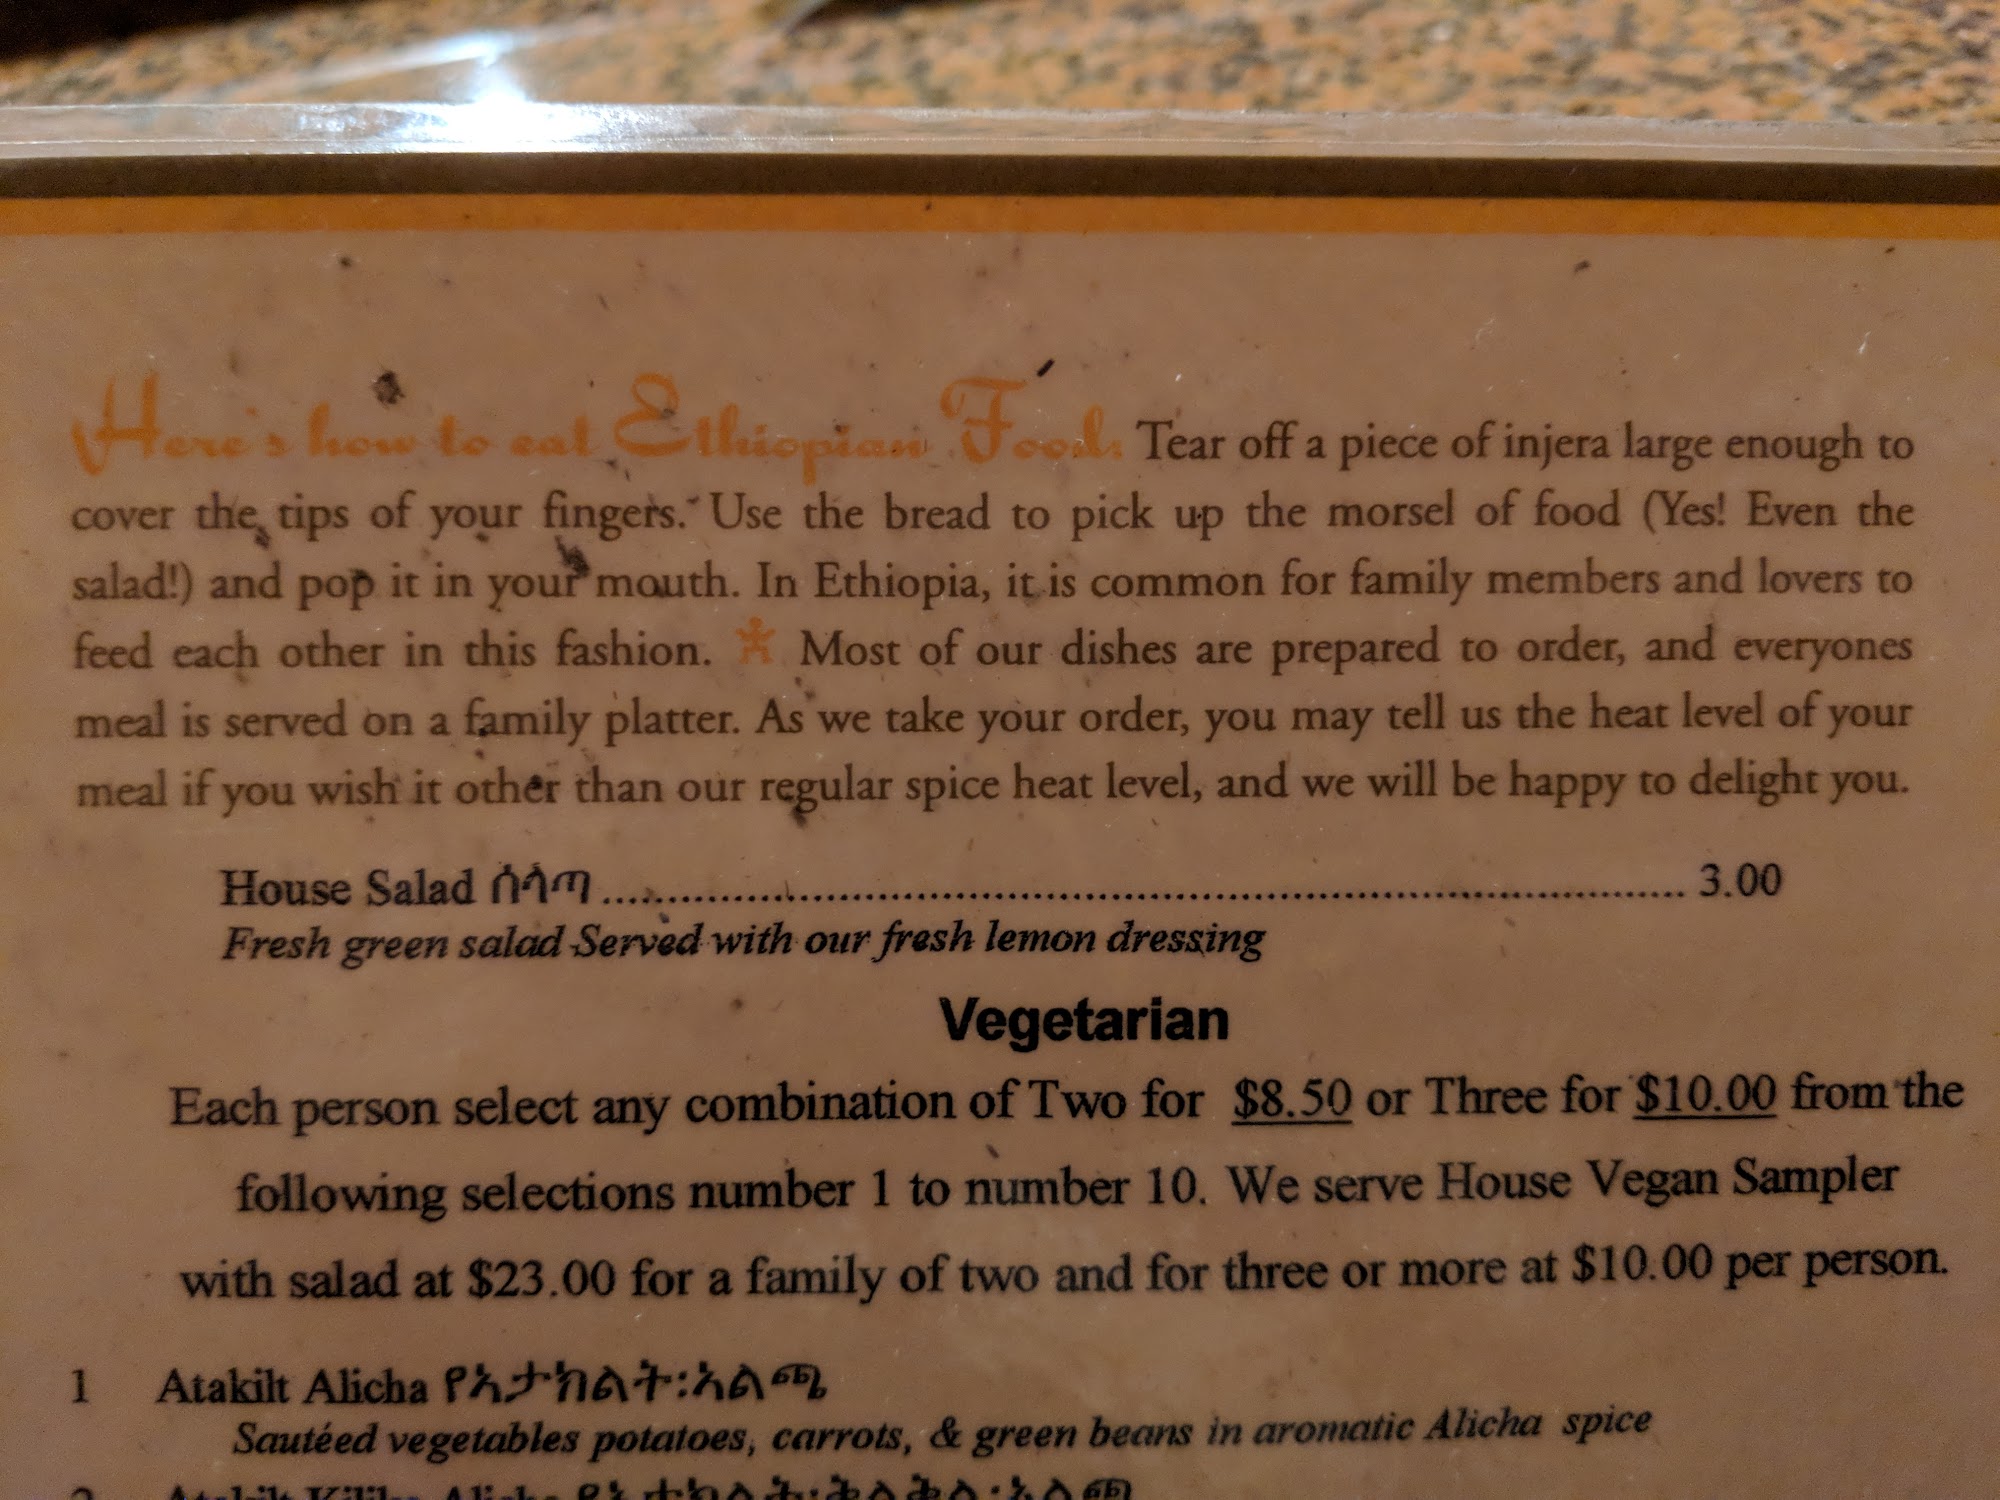 Here's how to eat Ethiopian Food: Tear off a piece of injera large enough to
cover the tips of your fingers. Use the bread to pick up the morsel of food (Yes! Even the
salad!) and pop it in your mouth. In Ethiopia, it is common for family members and lovers to
feed each other in this fashion. Most of our dishes are prepared to order, and everyones
meal is served on a family platter. As we take your order, you may tell us the heat level of your
meal if you wish it other than our regular spice heat level, and we will be happy to delight you.
House Salad ሰላጣ ........................................................................................ 3.00
Fresh green salad Served with our fresh lemon dressing
Vegetarian
Each person select any combination of Two for $8.50 or Three for $10.00 from the
following selections number 1 to number 10. We serve House Vegan Sampler
with salad at $23.00 for a family of two and for three or more at $10.00 per person.
1 Atakilt Alicha የአታክልት:አልጫ
Sautéed vegetables potatoes, carrots, & green beans in aromatic Alicha spice
2 Atakilt Alicha